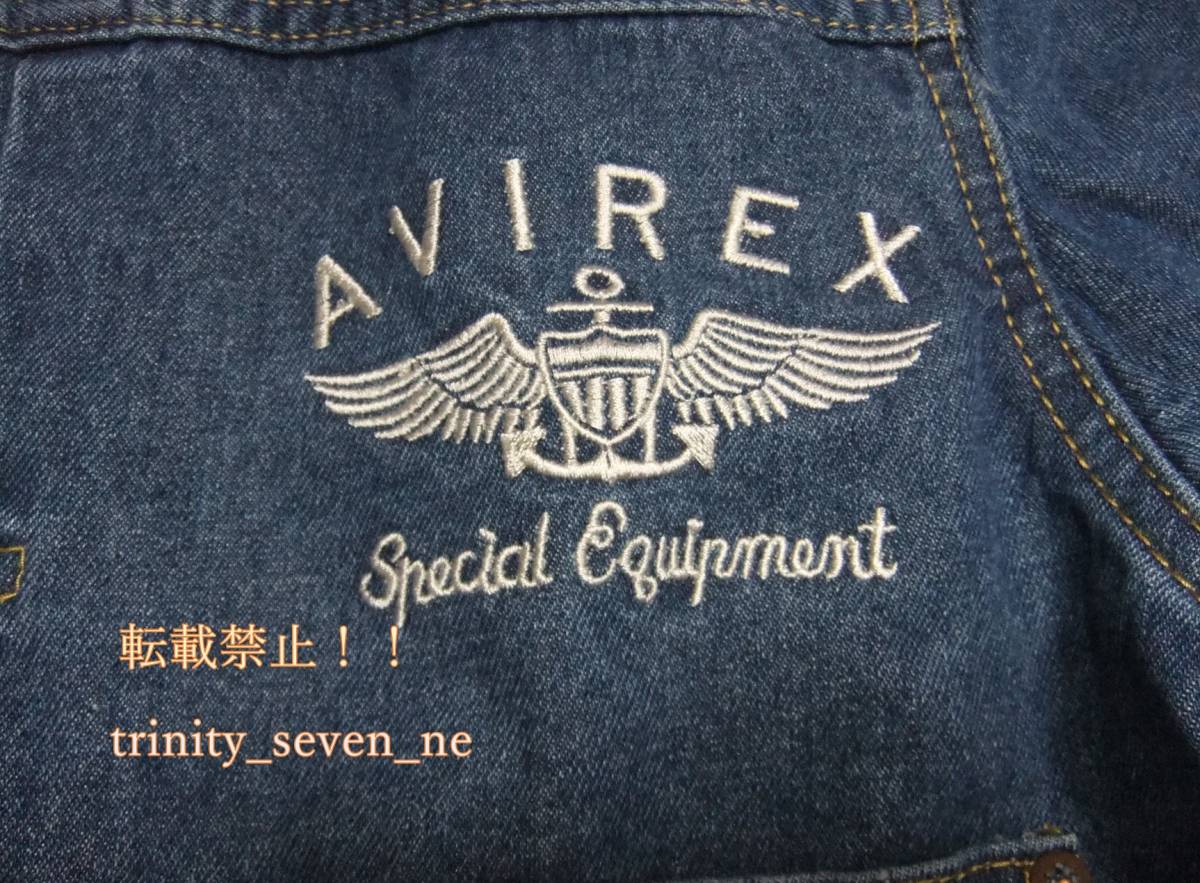 AVIREX
Special Equipment
転載禁止！！
trinity_seven_ne